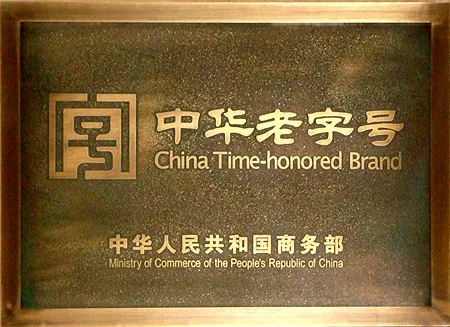 中华老字号
China Time-honored Brand
中华人民共和国商务部
Ministry of Commerce of the People's Republic of China